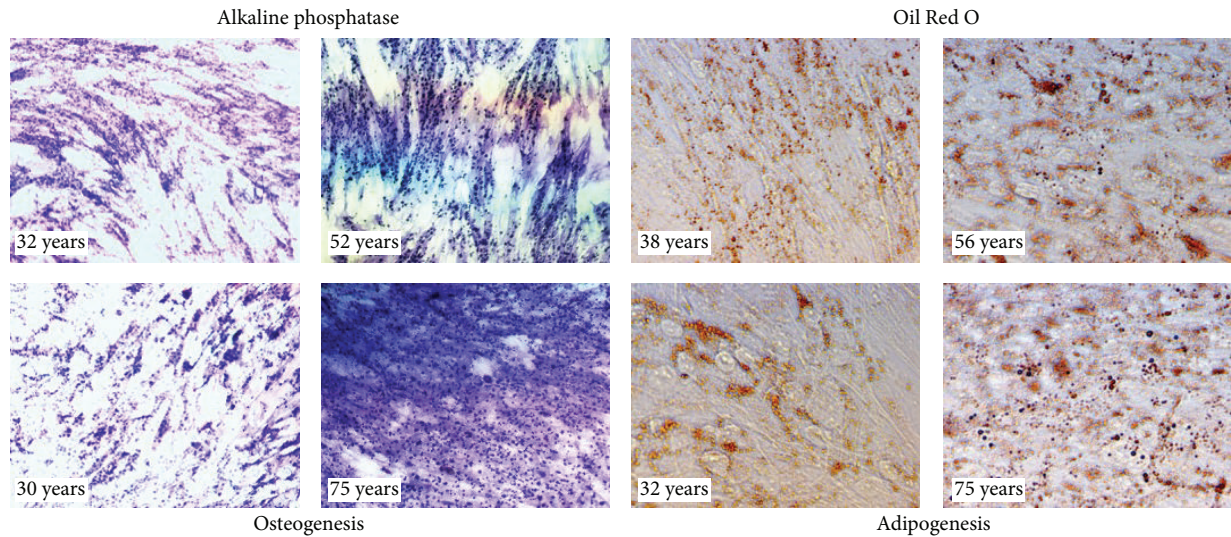 Alkaline phosphatase
Oil Red O
32 years
52 years
38 years
56 years
30 years
75 years
32 years
75 years
Osteogenesis
Adipogenesis